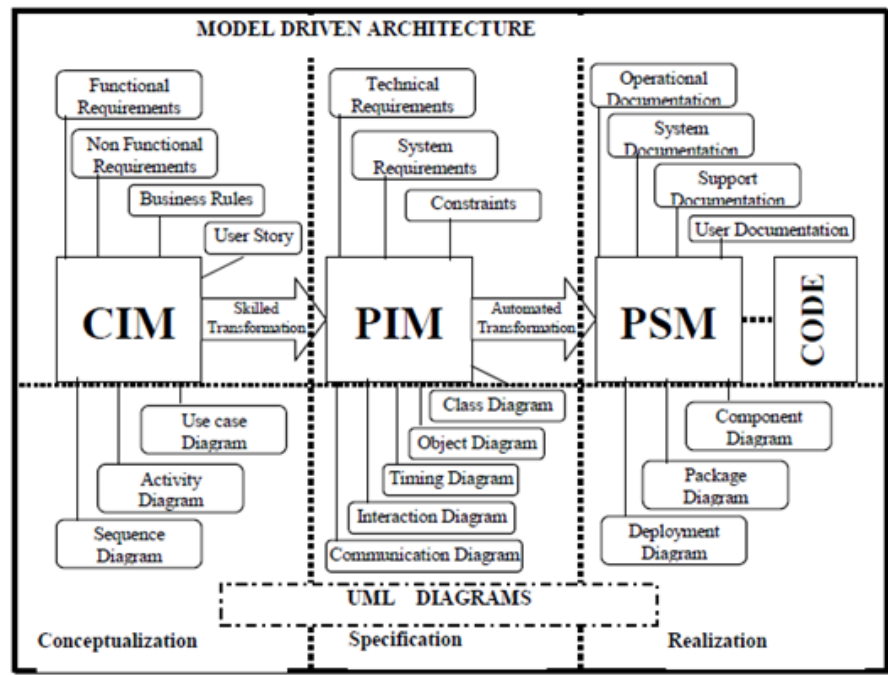 MODEL DRIVEN ARCHITECTURE
Functional
Requirements
Non Functional
Requirements
Business Rules
User Story
CIM
Skilled
Transformation
Use case
Diagram
Activity
Diagram
Sequence
Diagram
Technical
Requirements
System
Requirements
Constraints
PIM
Automated
Transformation
Class Diagram
Object Diagram
Timing Diagram
Interaction Diagram
Communication Diagram
Operational
Documentation
System
Documentation
Support
Documentation
User Documentation
PSM
CODE
Component
Diagram
Package
Diagram
Deployment
Diagram
UML DIAGRAMS
Conceptualization
Specification
Realization